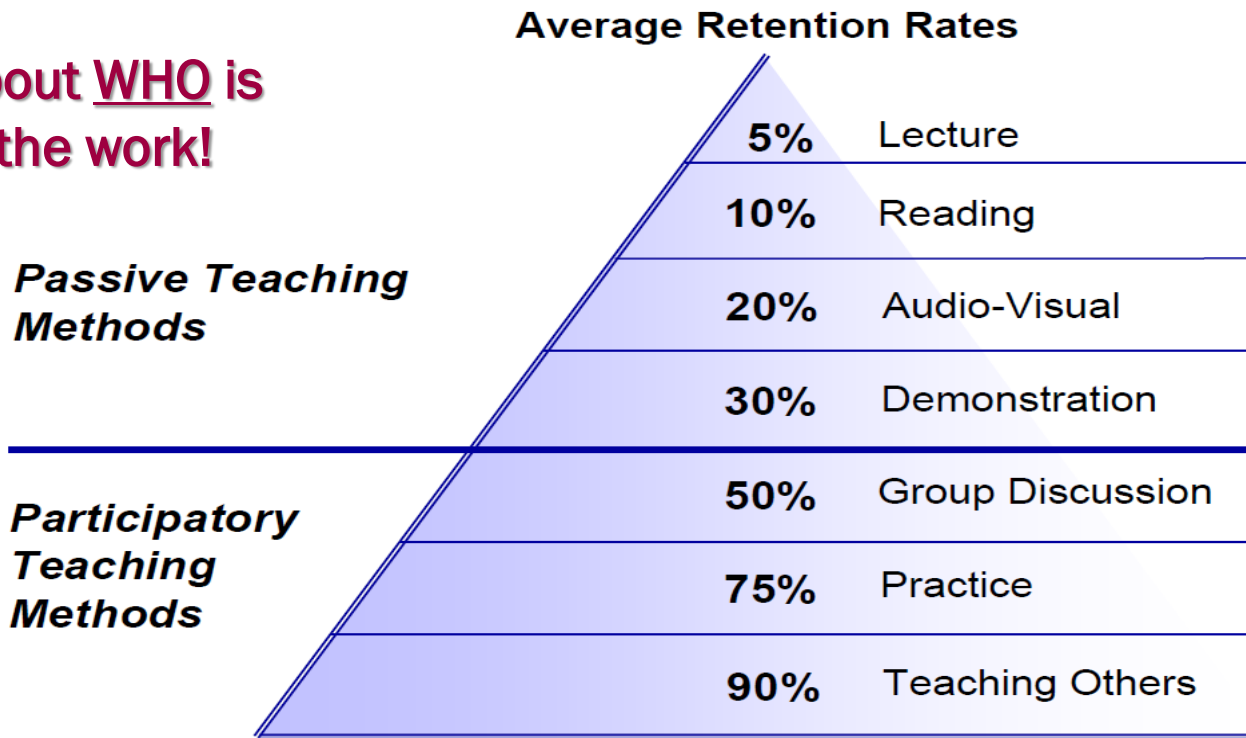 Average Retention Rates
out WHO is
the work!
5% Lecture
10% Reading
Passive Teaching
Methods
20% Audio-Visual
30% Demonstration
50% Group Discussion
Participatory
Teaching
Methods
75% Practice
90% Teaching Others